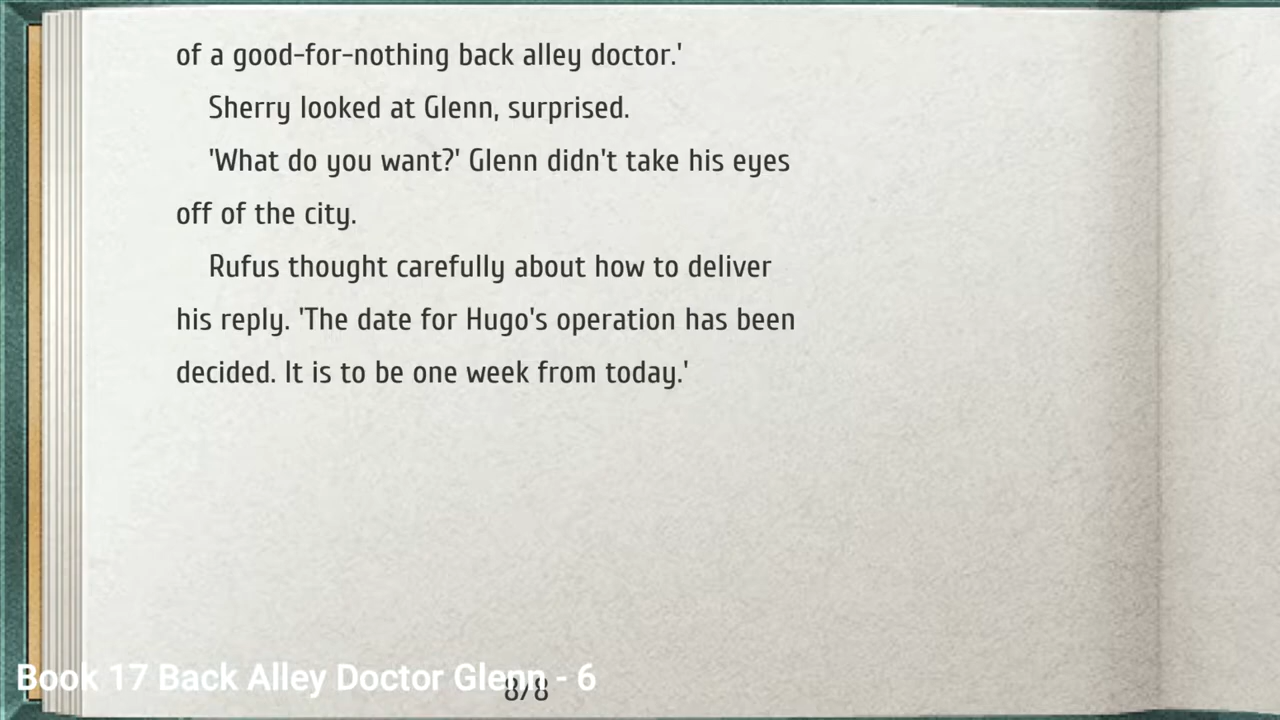 of a good-for-nothing back alley doctor.'
Sherry looked at Glenn, surprised.
'What do you want?' Glenn didn't take his eyes
off of the city.
Rufus thought carefully about how to deliver
his reply. 'The date for Hugo's operation has been
decided. It is to be one week from today.'
Book 17 Back Alley Doctor Glenn - 6
8/8